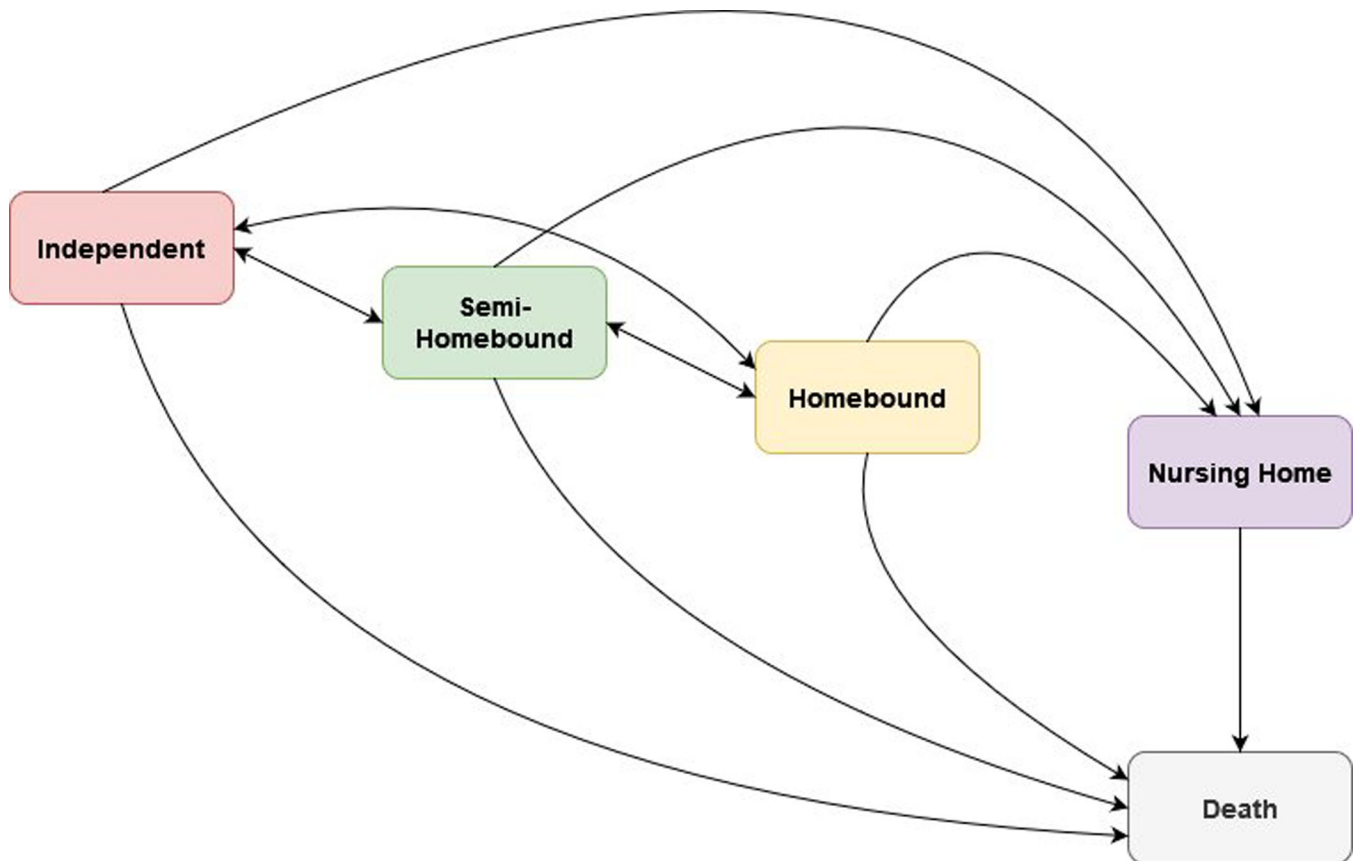 Independent
Semi-
Homebound
Homebound
Nursing Home
Death